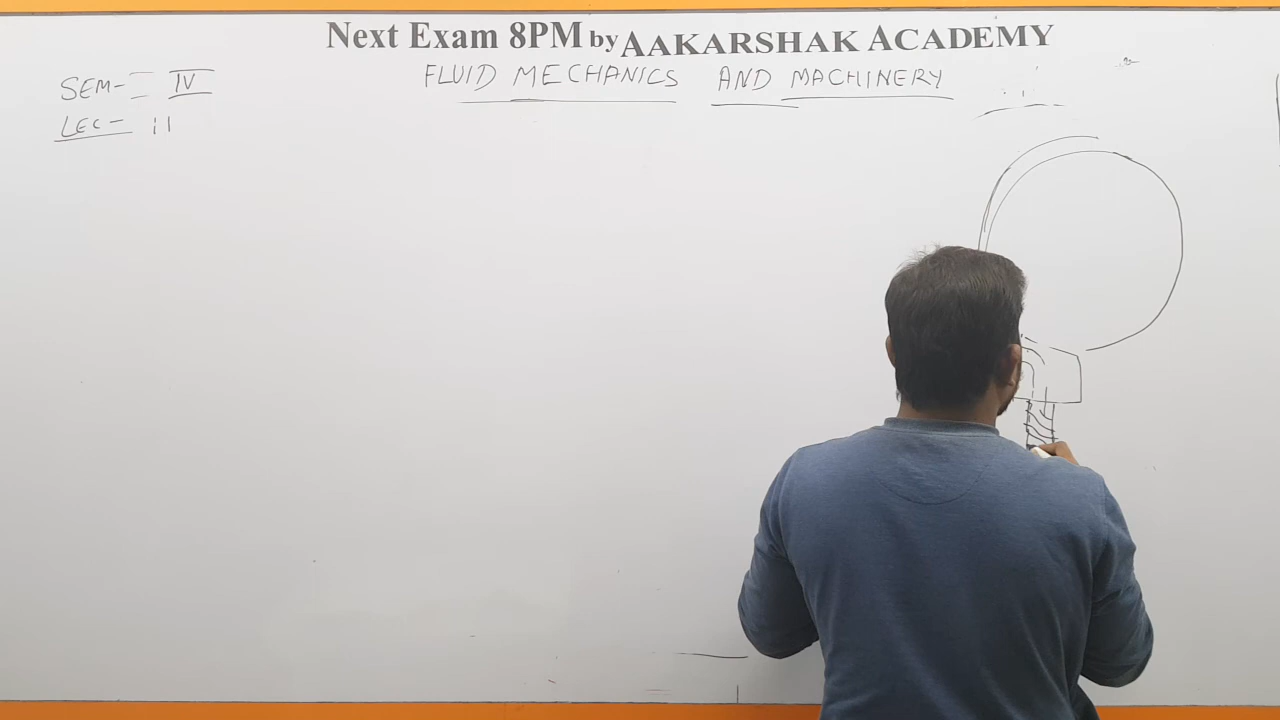 Next Exam 8PM by AAKARSHAK ACADEMY
FLUID MECHANICS AND MACHINERY
SEM- IV
LEC- 11